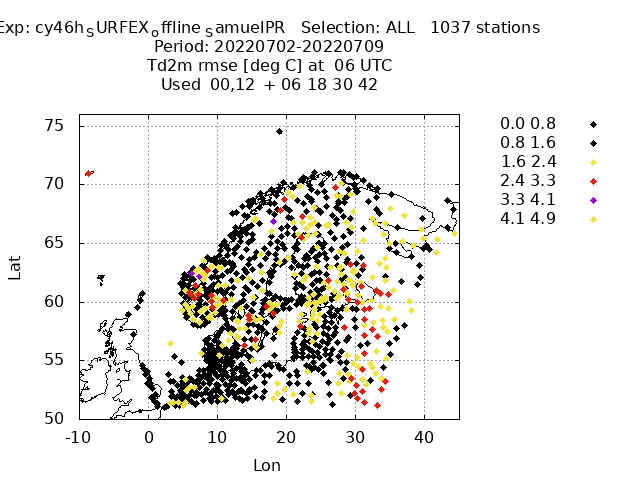 Exp: cy46h_SURFEX_offline_SamuelPR   Selection: ALL   1037 stations
Period: 20220702-20220709
Td2m rmse [deg C] at  06 UTC
Used  00,12  + 06 18 30 42
75
70
65
60
55
50
-10 0 10 20 30 40
Lat
Lon
0.0 0.8
0.8 1.6
1.6 2.4
2.4 3.3
3.3 4.1
4.1 4.9